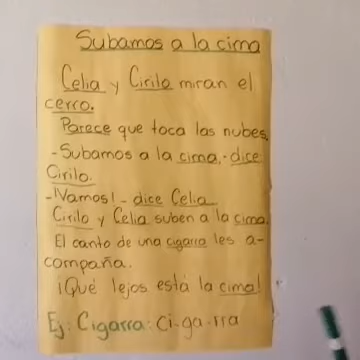 Subamos a la cima
Celia y Cirilo miran el
cerro.
Parece que toca las nubes.
-Subamos a la cima,-dice
Cirilo.
-¡Vamos!-dice Celia.
Cirilo y Celia suben a la cima.
El canto de una cigarra les a-
compaña.
¡Qué lejos está la cima!
Ej: Cigarra: Ci-ga-rra